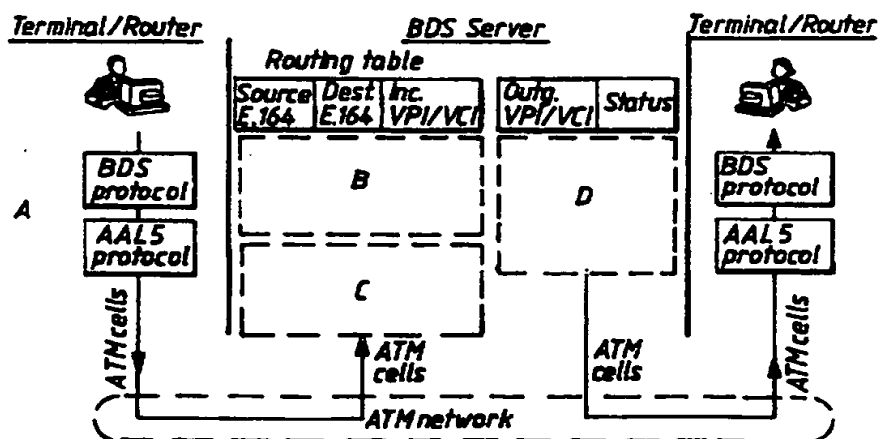 Terminal/Router
BDS Server
Terminal/Router
Routing table
Source
E.164
Dest
E.164
Inc.
VPI/VCI
Outg.
VPI/VCI
Status
A
BDS
protocol
AAL5
protocol
B
C
D
BDS
protocol
AAL5
protocol
ATM cells
ATM
cells
ATM
cells
ATM cells
ATM network